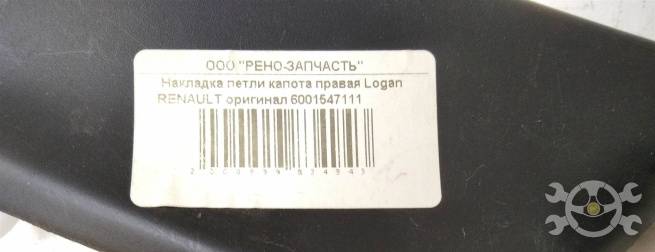 ООО "РЕНО-ЗАПЧАСТЬ"
Накладка петли капота правая Logan
RENAULT оригинал 6001547111